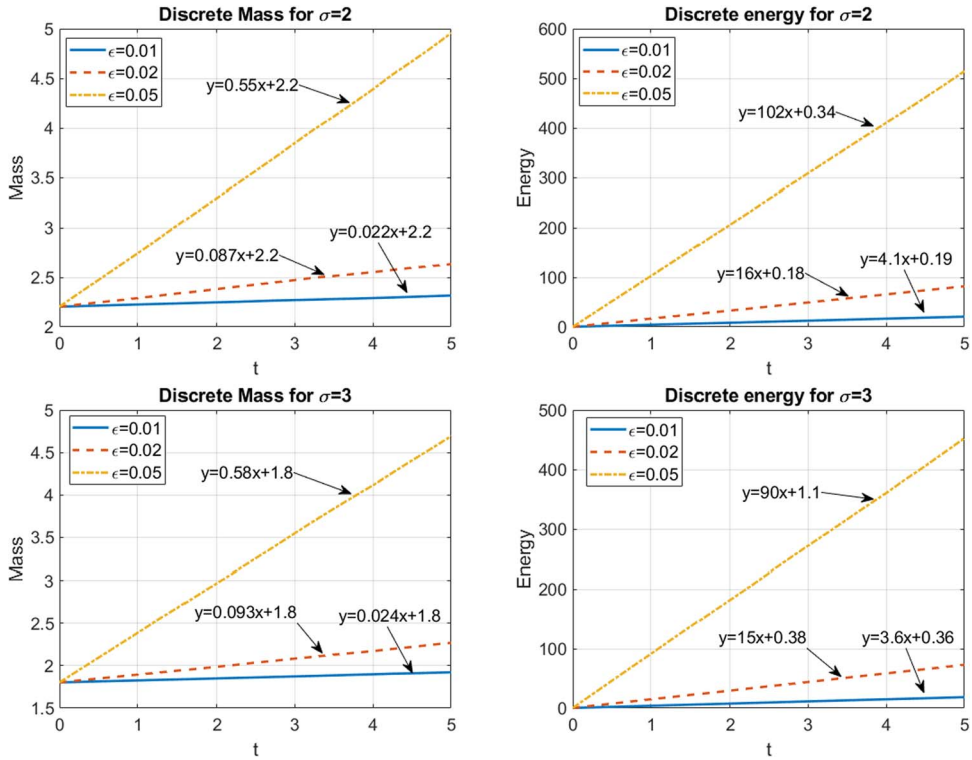 Discrete Mass for σ=2
5
4.5
4
3.5
3
2.5
2
Mass
ϵ=0.01
ϵ=0.02
ϵ=0.05
y=0.55x+2.2
y=0.087x+2.2
y=0.022x+2.2
0 1 2 3 4 5
t
Discrete energy for σ=2
600
500
400
300
200
100
0
Energy
ϵ=0.01
ϵ=0.02
ϵ=0.05
y=102x+0.34
y=16x+0.18
y=4.1x+0.19
0 1 2 3 4 5
t
Discrete Mass for σ=3
5
4.5
4
3.5
3
2.5
2
1.5
Mass
ϵ=0.01
ϵ=0.02
ϵ=0.05
y=0.58x+1.8
y=0.093x+1.8
y=0.024x+1.8
0 1 2 3 4 5
t
Discrete energy for σ=3
500
400
300
200
100
0
Energy
ϵ=0.01
ϵ=0.02
ϵ=0.05
y=90x+1.1
y=15x+0.38
y=3.6x+0.36
0 1 2 3 4 5
t